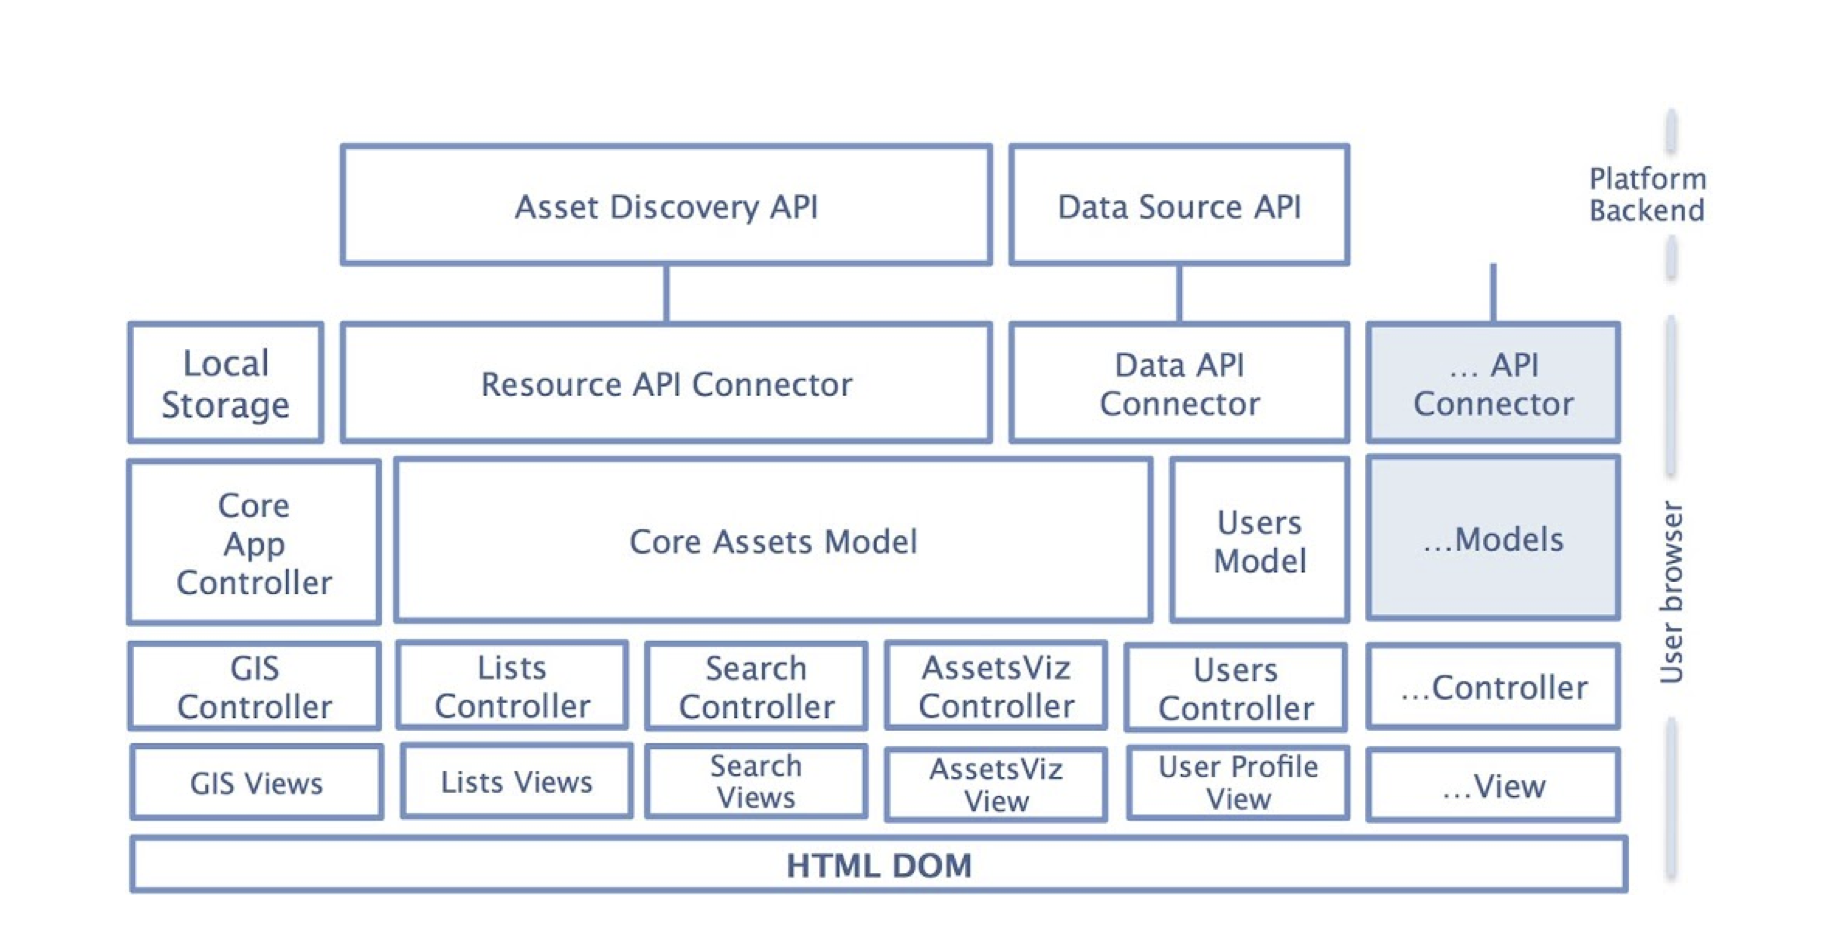 Asset Discovery API
Data Source API
Platform
Backend
Local
Storage
Resource API Connector
Data API
Connector
... API
Connector
Core
App
Controller
Core Assets Model
Users
Model
...Models
User browser
GIS
Controller
Lists
Controller
Search
Controller
AssetsViz
Controller
Users
Controller
...Controller
GIS Views
Lists Views
Search
Views
AssetsViz
View
User Profile
View
...View
HTML DOM